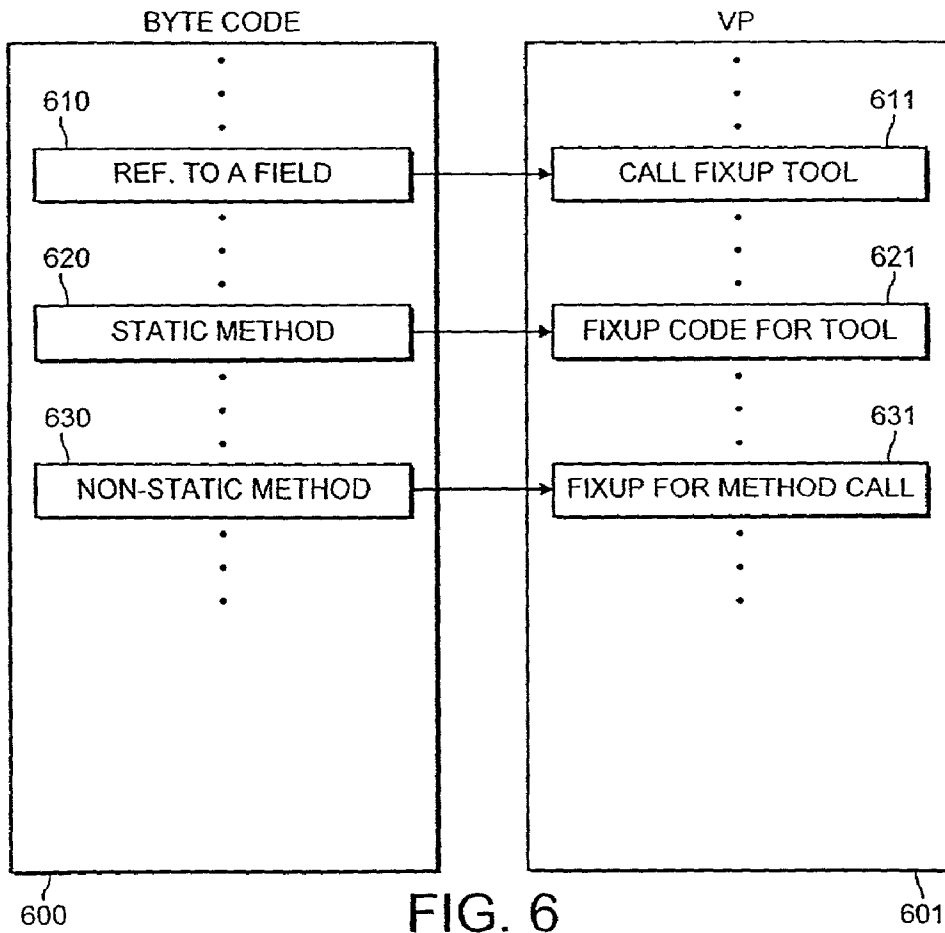 BYTE CODE
VP
610
611
REF. TO A FIELD
CALL FIXUP TOOL
620
621
STATIC METHOD
FIXUP CODE FOR TOOL
630
631
NON-STATIC METHOD
FIXUP FOR METHOD CALL
600
FIG. 6
601